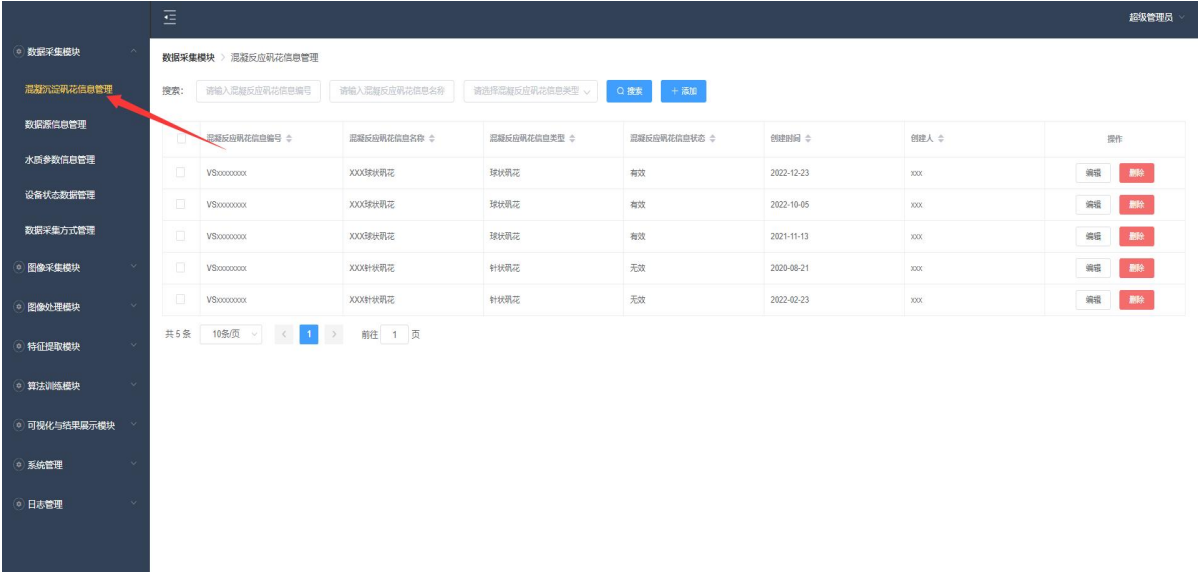 超级管理员
数据采集模块
混凝沉淀矾花信息管理
数据源信息管理
水质参数信息管理
设备状态数据管理
数据采集方式管理
图像采集模块
图像处理模块
特征提取模块
算法训练模块
可视化与结果展示模块
系统管理
日志管理
数据采集模块 > 混凝反应矾花信息管理
搜索: 请输入混凝反应矾花信息编号 请输入混凝反应矾花信息名称 请选择混凝反应矾花信息类型 搜索 + 添加
混凝反应矾花信息编号 混凝反应矾花信息名称 混凝反应矾花信息类型 混凝反应矾花信息状态 创建时间 创建人 操作
VSxxxxxxxx XXX球状矾花 球状矾花 有效 2022-12-23 xxx 编辑 删除
VSxxxxxxxx XXX球状矾花 球状矾花 有效 2022-10-05 xxx 编辑 删除
VSxxxxxxxx XXX球状矾花 球状矾花 有效 2021-11-13 xxx 编辑 删除
VSxxxxxxxx XXX针状矾花 针状矾花 无效 2020-08-21 xxx 编辑 删除
VSxxxxxxxx XXX针状矾花 针状矾花 无效 2022-02-23 xxx 编辑 删除
共 5 条 10条/页 < 1 > 前往 1 页